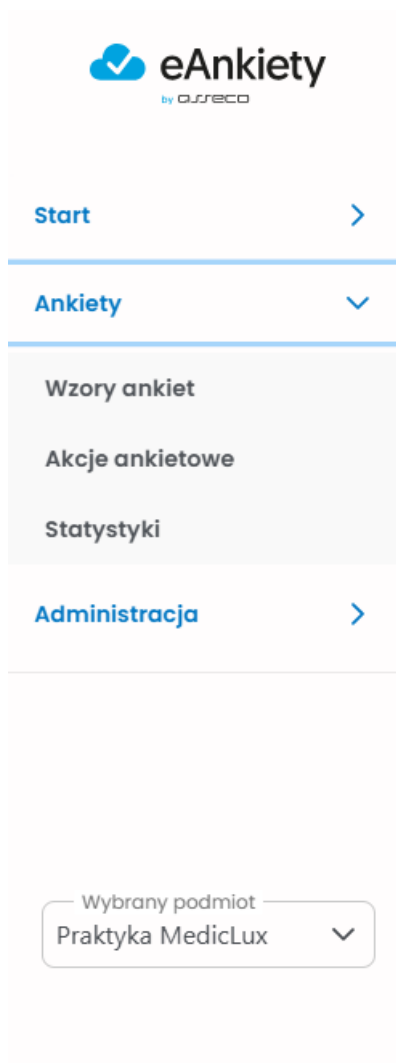 eAnkiety
by asseco
Start
Ankiety
Wzory ankiet
Akcje ankietowe
Statystyki
Administracja
Wybrany podmiot
Praktyka MedicLux